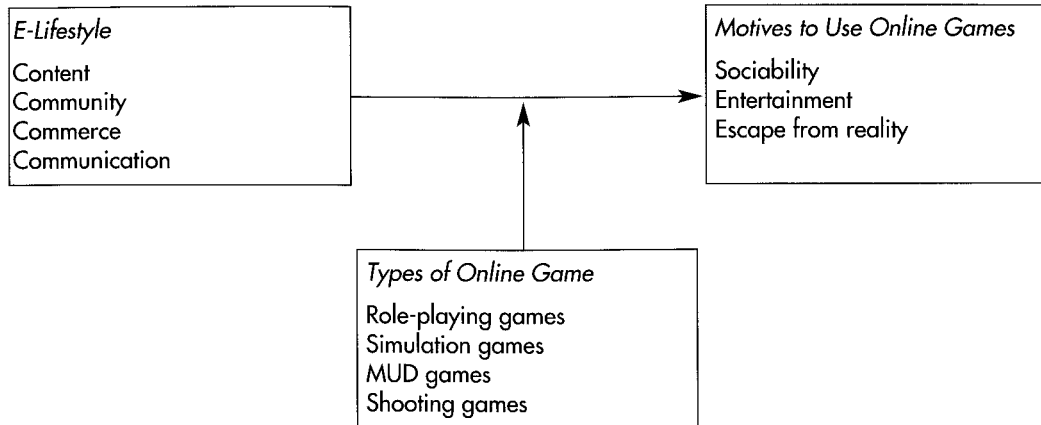 E-Lifestyle
Content
Community
Commerce
Communication
Motives to Use Online Games
Sociability
Entertainment
Escape from reality
Types of Online Game
Role-playing games
Simulation games
MUD games
Shooting games